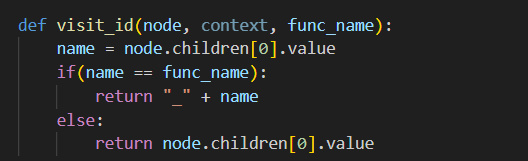 def visit_id(node, context, func_name):
    name = node.children[0].value
    if(name == func_name):
        return "_" + name
    else:
        return node.children[0].value